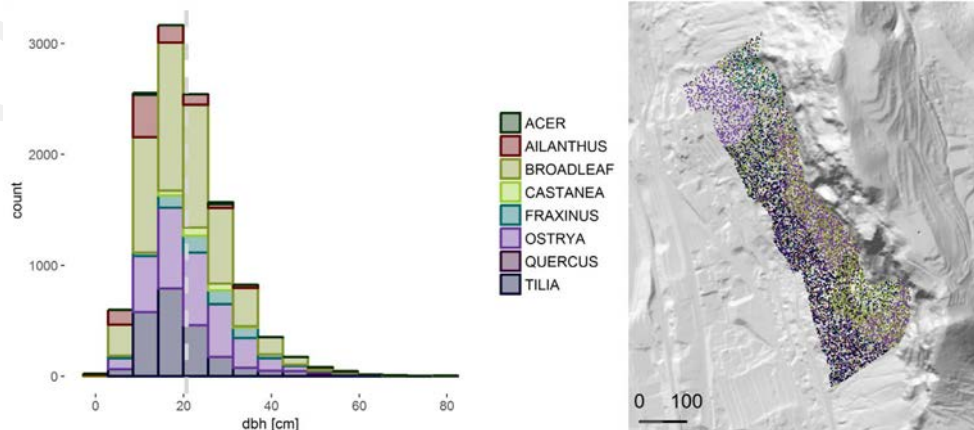 3000
2000
1000
0
count
0 20 40 60 80
dbh [cm]
ACER
AILANTHUS
BROADLEAF
CASTANEA
FRAXINUS
OSTRYA
QUERCUS
TILIA
0 100